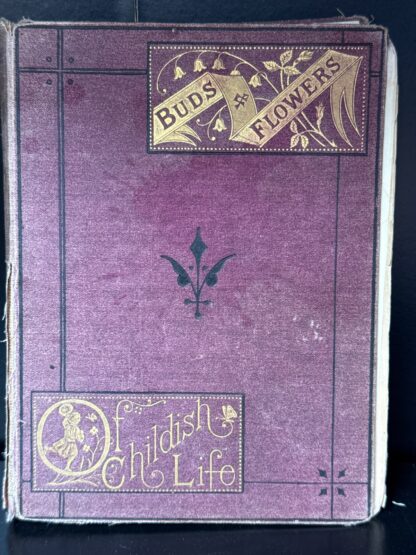 BUDS & FLOWERS
Of
Childish
Life